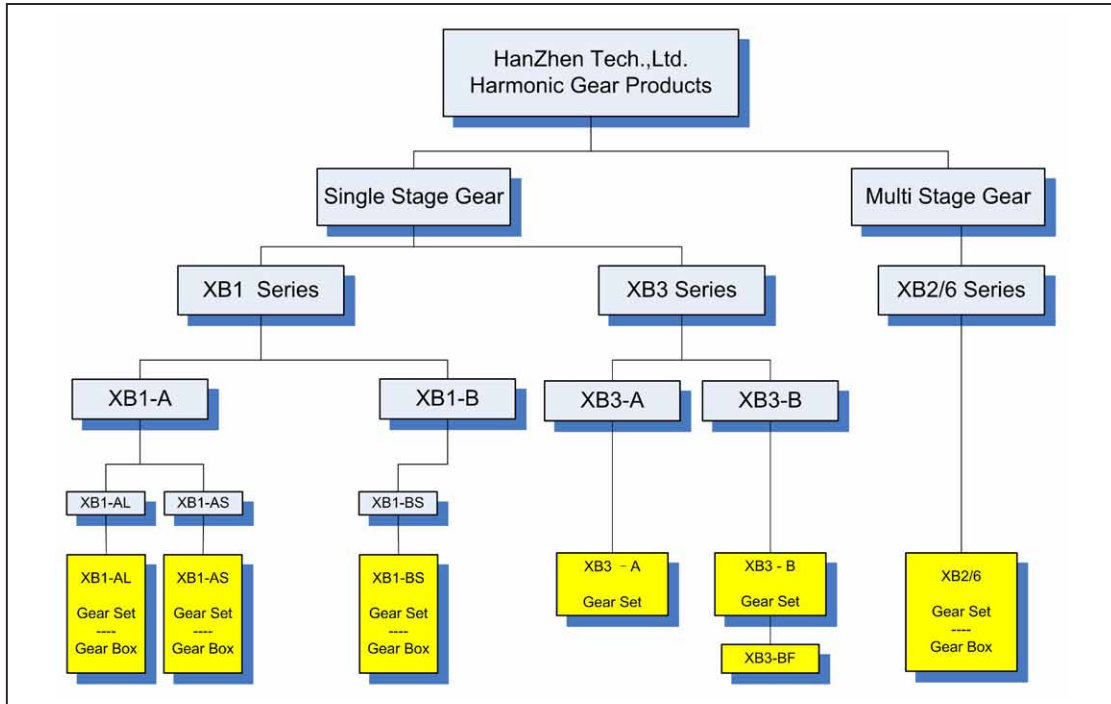 HanZhen Tech.,Ltd.
Harmonic Gear Products
Single Stage Gear
Multi Stage Gear
XB1 Series
XB3 Series
XB2/6 Series
XB1-A
XB1-B
XB3-A
XB3-B
XB1-AL
XB1-AS
XB1-BS
XB1-AL
Gear Set
----
Gear Box
XB1-AS
Gear Set
----
Gear Box
XB1-BS
Gear Set
----
Gear Box
XB3 - A
Gear Set
XB3 - B
Gear Set
XB3-BF
XB2/6
Gear Set
----
Gear Box